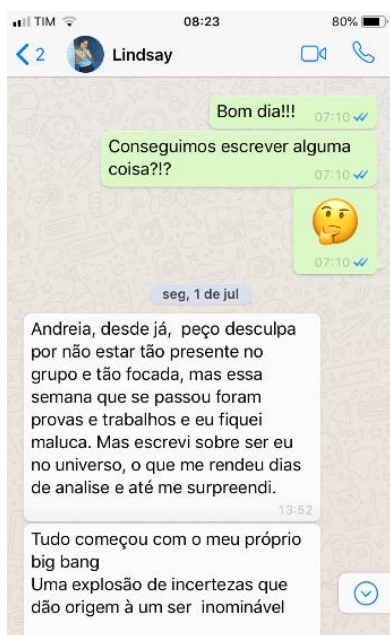 TIM 08:23 80%
2 Lindsay
Bom dia!!! 07:10
Conseguimos escrever alguma
coisa?!?
07:10
07:10
seg, 1 de jul
Andreia, desde já, peço desculpa
por não estar tão presente no
grupo e tão focada, mas essa
semana que se passou foram
provas e trabalhos e eu fiquei
maluca. Mas escrevi sobre ser eu
no universo, o que me rendeu dias
de analise e até me surpreendi.
13:52
Tudo começou com o meu próprio
big bang
Uma explosão de incertezas que
dão origem à um ser inominável